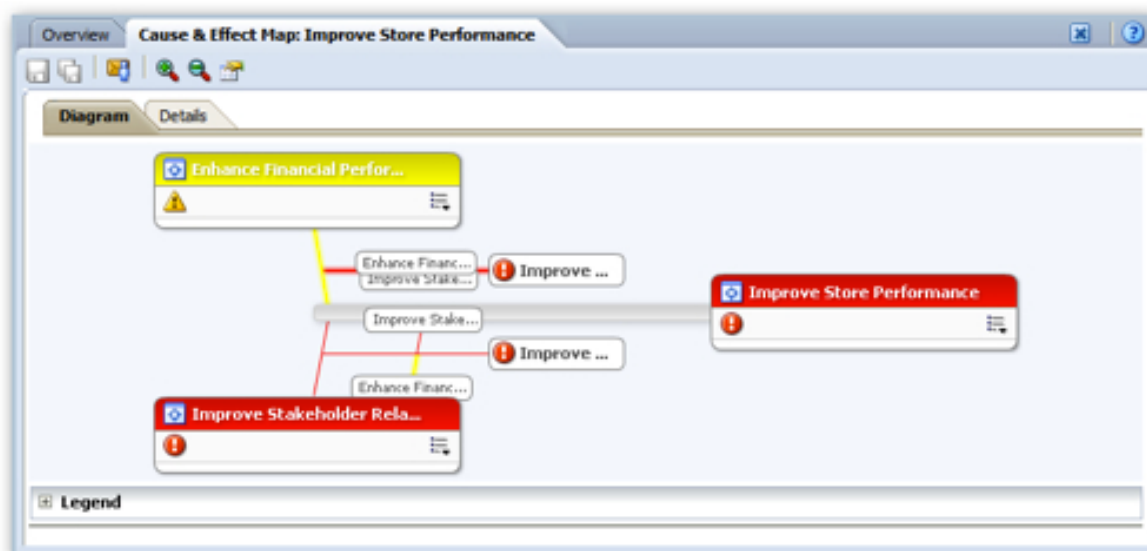 Overview
Cause & Effect Map: Improve Store Performance
Diagram
Details
Enhance Financial Perfor...
Enhance Financ...
Improve Stake...
Improve ...
Improve Store Performance
Improve Stake...
Improve ...
Enhance Financ...
Improve Stakeholder Rela...
Legend